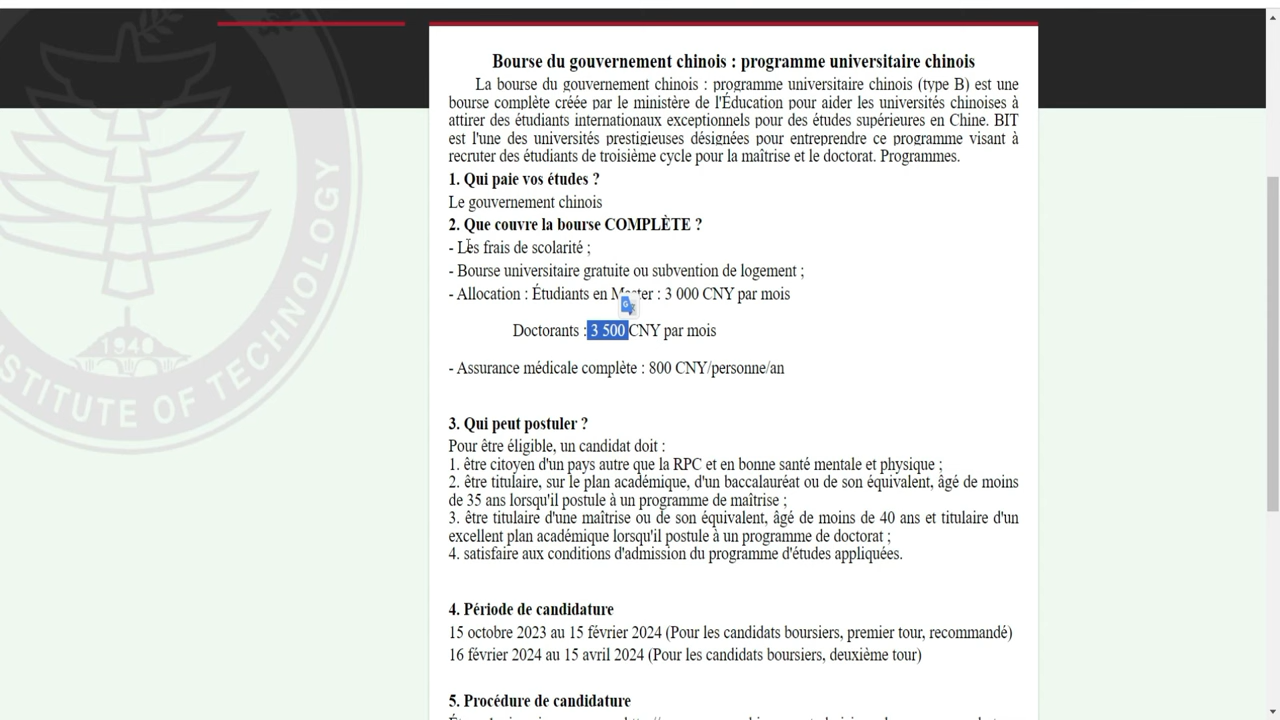 Bourse du gouvernement chinois : programme universitaire chinois
La bourse du gouvernement chinois : programme universitaire chinois (type B) est une
bourse complète créée par le ministère de l'Éducation pour aider les universités chinoises à
attirer des étudiants internationaux exceptionnels pour des études supérieures en Chine. BIT
est l'une des universités prestigieuses désignées pour entreprendre ce programme visant à
recruter des étudiants de troisième cycle pour la maîtrise et le doctorat. Programmes.
1. Qui paie vos études ?
Le gouvernement chinois
2. Que couvre la bourse COMPLÈTE ?
- Les frais de scolarité ;
- Bourse universitaire gratuite ou subvention de logement ;
- Allocation : Étudiants en Master : 3 000 CNY par mois
Doctorants : 3 500 CNY par mois
- Assurance médicale complète : 800 CNY/personne/an
3. Qui peut postuler ?
Pour être éligible, un candidat doit :
1. être citoyen d'un pays autre que la RPC et en bonne santé mentale et physique ;
2. être titulaire, sur le plan académique, d'un baccalauréat ou de son équivalent, âgé de moins
de 35 ans lorsqu'il postule à un programme de maîtrise ;
3. être titulaire d'une maîtrise ou de son équivalent, âgé de moins de 40 ans et titulaire d'un
excellent plan académique lorsqu'il postule à un programme de doctorat ;
4. satisfaire aux conditions d'admission du programme d'études appliquées.
4. Période de candidature
15 octobre 2023 au 15 février 2024 (Pour les candidats boursiers, premier tour, recommandé)
16 février 2024 au 15 avril 2024 (Pour les candidats boursiers, deuxième tour)
5. Procédure de candidature
1940
STITUTE OF TECHNOLOGY